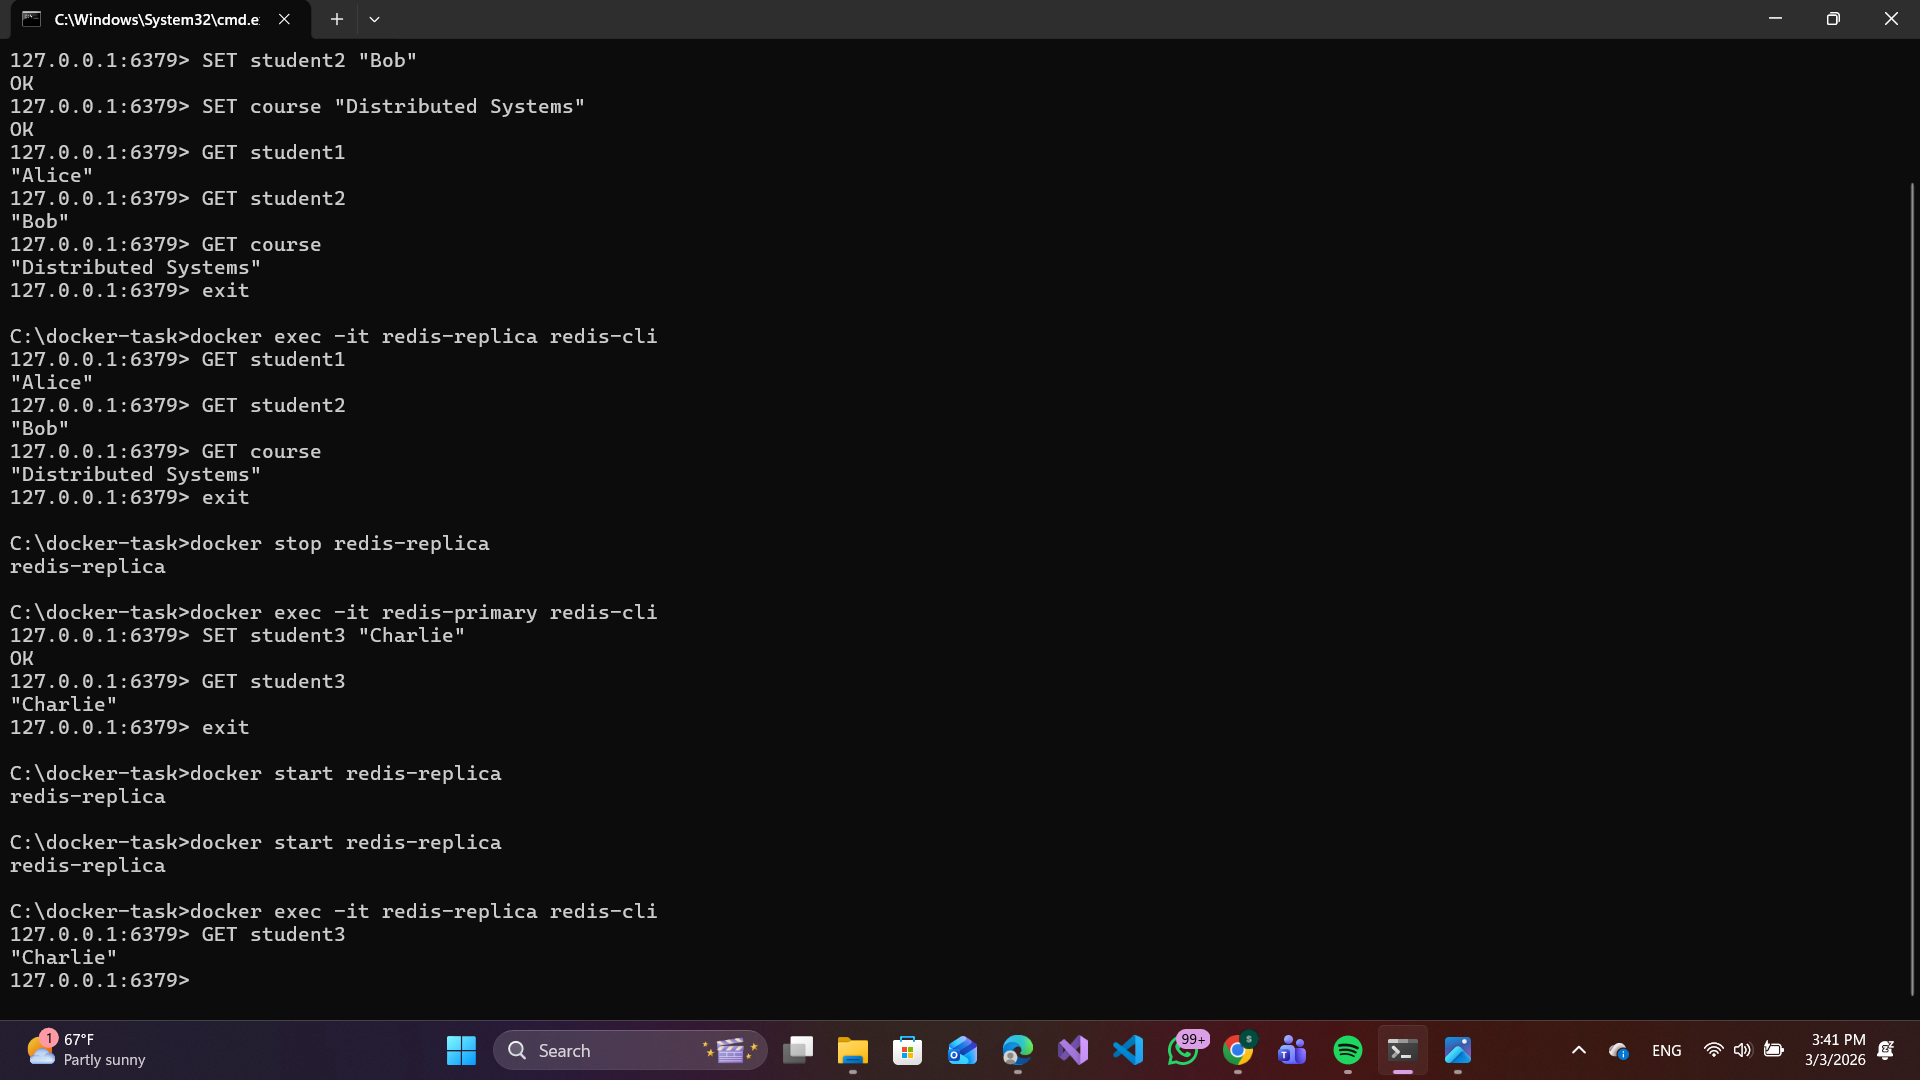 C:\Windows\System32\cmd.e
127.0.0.1:6379> SET student2 "Bob"
OK
127.0.0.1:6379> SET course "Distributed Systems"
OK
127.0.0.1:6379> GET student1
"Alice"
127.0.0.1:6379> GET student2
"Bob"
127.0.0.1:6379> GET course
"Distributed Systems"
127.0.0.1:6379> exit
C:\docker-task>docker exec -it redis-replica redis-cli
127.0.0.1:6379> GET student1
"Alice"
127.0.0.1:6379> GET student2
"Bob"
127.0.0.1:6379> GET course
"Distributed Systems"
127.0.0.1:6379> exit
C:\docker-task>docker stop redis-replica
redis-replica
C:\docker-task>docker exec -it redis-primary redis-cli
127.0.0.1:6379> SET student3 "Charlie"
OK
127.0.0.1:6379> GET student3
"Charlie"
127.0.0.1:6379> exit
C:\docker-task>docker start redis-replica
redis-replica
C:\docker-task>docker start redis-replica
redis-replica
C:\docker-task>docker exec -it redis-replica redis-cli
127.0.0.1:6379> GET student3
"Charlie"
127.0.0.1:6379>
1
67°F
Partly sunny
Search
99+
ENG
3:41 PM
3/3/2026